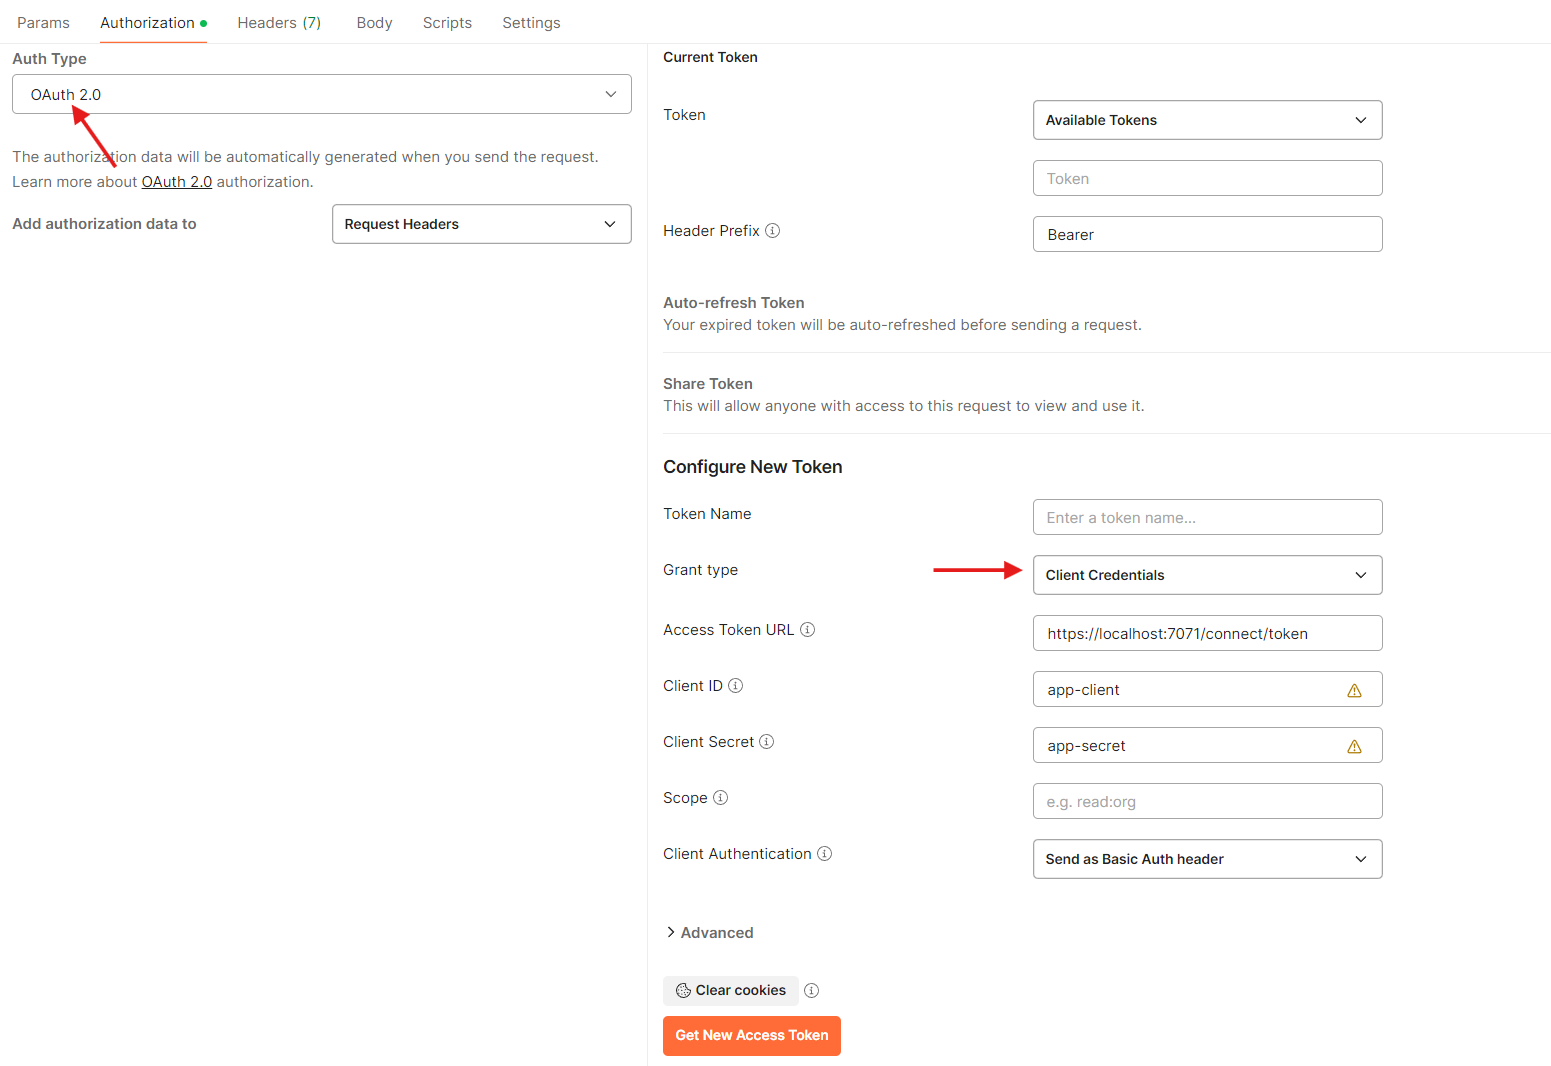 Params Authorization Headers (7) Body Scripts Settings
Auth Type
OAuth 2.0
The authorization data will be automatically generated when you send the request.
Learn more about OAuth 2.0 authorization.
Add authorization data to Request Headers
Current Token
Token Available Tokens
Token
Header Prefix Bearer
Auto-refresh Token
Your expired token will be auto-refreshed before sending a request.
Share Token
This will allow anyone with access to this request to view and use it.
Configure New Token
Token Name Enter a token name...
Grant type Client Credentials
Access Token URL https://localhost:7071/connect/token
Client ID app-client
Client Secret app-secret
Scope e.g. read:org
Client Authentication Send as Basic Auth header
Advanced
Clear cookies
Get New Access Token